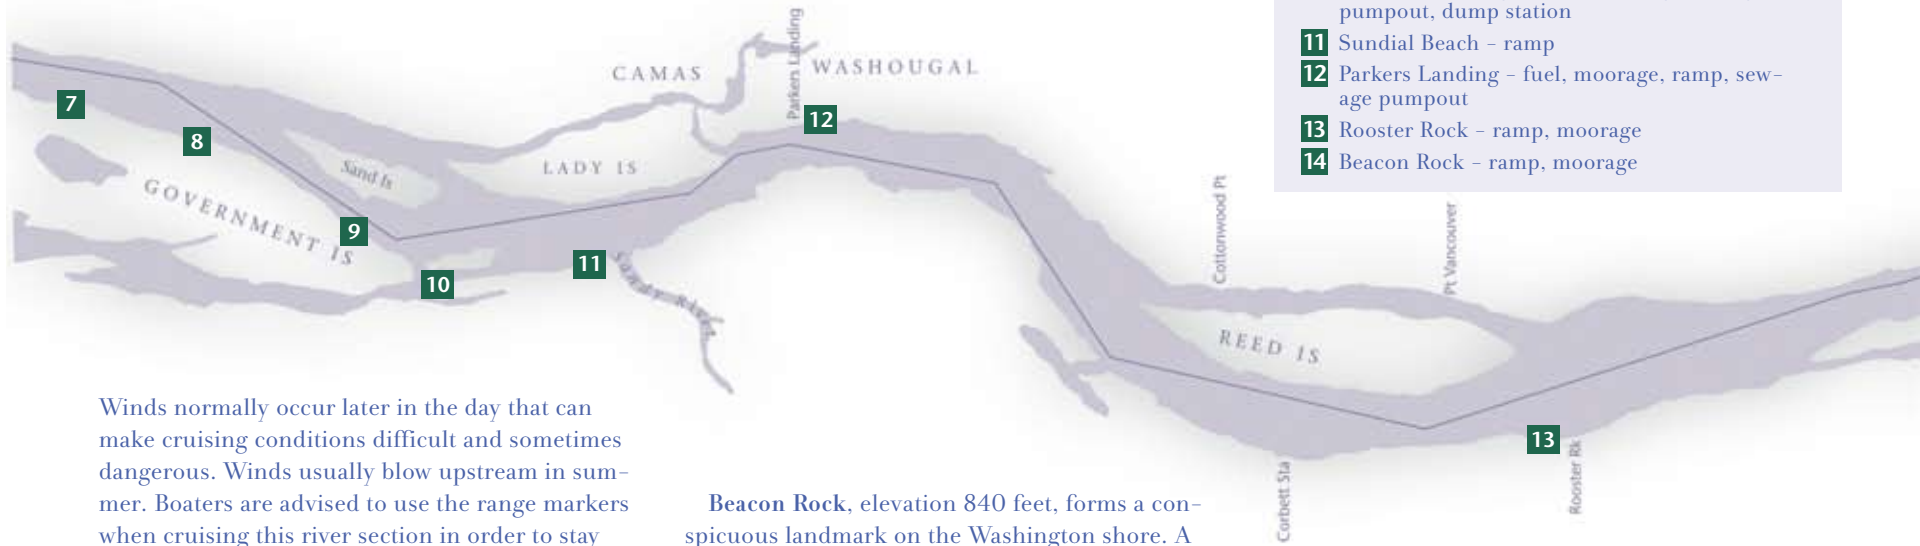 pumpout, dump station
11 Sundial Beach – ramp
12 Parkers Landing – fuel, moorage, ramp, sew-
age pumpout
13 Rooster Rock – ramp, moorage
14 Beacon Rock – ramp, moorage
Parkers Landing
CAMAS
WASHOUGAL
7
8
12
Sand Is
LADY IS
GOVERNMENT IS
9
10
11
Sandy River
Cottonwood Pt
Pt Vancouver
REED IS
13
Corbett Sta
Rooster Rk
Winds normally occur later in the day that can
make cruising conditions difficult and sometimes
dangerous. Winds usually blow upstream in sum-
mer. Boaters are advised to use the range markers
when cruising this river section in order to stay
Beacon Rock, elevation 840 feet, forms a con-
spicuous landmark on the Washington shore. A